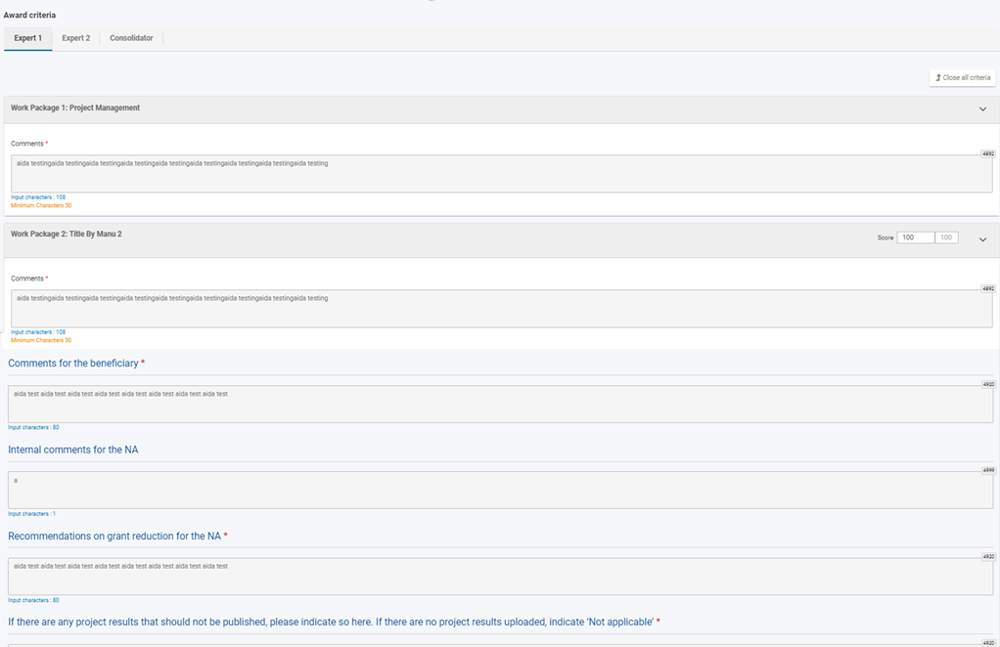 Award criteria
Expert 1 Expert 2 Consolidator
Close all criteria
Work Package 1: Project Management
Comments *
4892
aida testingaida testingaida testingaida testingaida testingaida testingaida testingaida testingaida testing
Input characters : 108
Minimum Characters 50
Work Package 2: Title By Manu 2 Score 100 100
Comments *
4892
aida testingaida testingaida testingaida testingaida testingaida testingaida testingaida testingaida testing
Input characters : 108
Minimum Characters 50
Comments for the beneficiary *
4920
aida test aida test aida test aida test aida test aida test aida test aida test
Input characters : 80
Internal comments for the NA
4999
a
Input characters : 1
Recommendations on grant reduction for the NA *
4920
aida test aida test aida test aida test aida test aida test aida test aida test
Input characters : 80
If there are any project results that should not be published, please indicate so here. If there are no project results uploaded, indicate ‘Not applicable’ *
4920